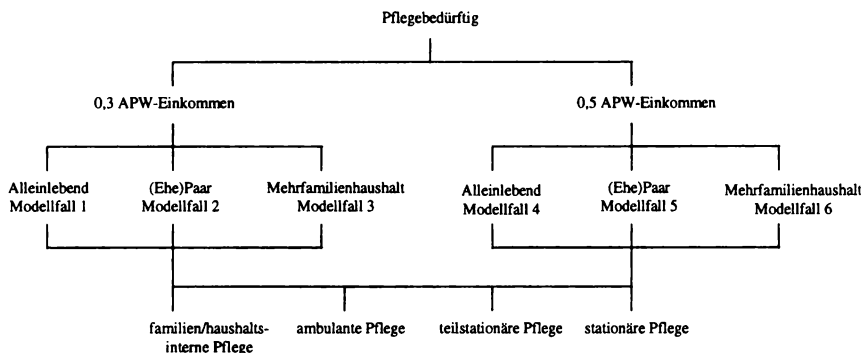 Pflegebedürftig
0,3 APW-Einkommen
0,5 APW-Einkommen
Alleinlebend
Modellfall 1
(Ehe)Paar
Modellfall 2
Mehrfamilienhaushalt
Modellfall 3
Alleinlebend
Modellfall 4
(Ehe)Paar
Modellfall 5
Mehrfamilienhaushalt
Modellfall 6
familien/haushalts-
interne Pflege
ambulante Pflege
teilstationäre Pflege
stationäre Pflege